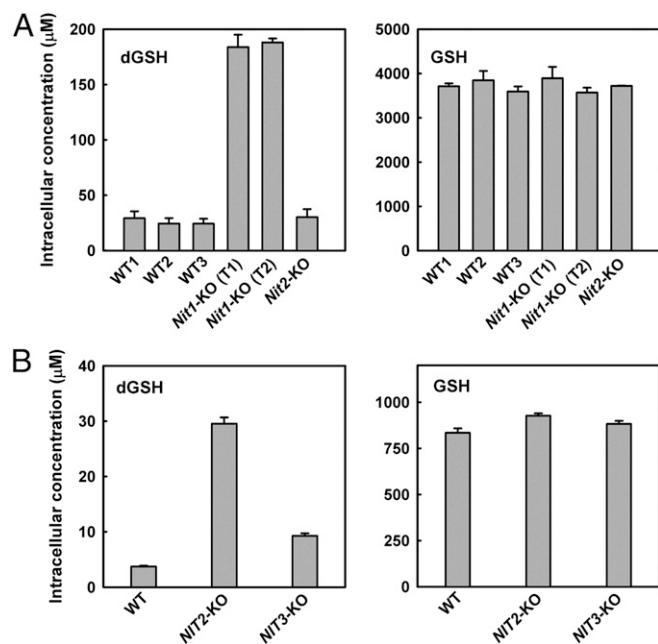 A
dGSH
Intracellular concentration (µM)
200
150
100
50
0
WT1
WT2
WT3
Nit1-KO (T1)
Nit1-KO (T2)
Nit2-KO
GSH
5000
4000
3000
2000
1000
0
WT1
WT2
WT3
Nit1-KO (T1)
Nit1-KO (T2)
Nit2-KO
B
dGSH
Intracellular concentration (µM)
40
30
20
10
0
WT
NIT2-KO
NIT3-KO
GSH
1000
750
500
250
0
WT
NIT2-KO
NIT3-KO